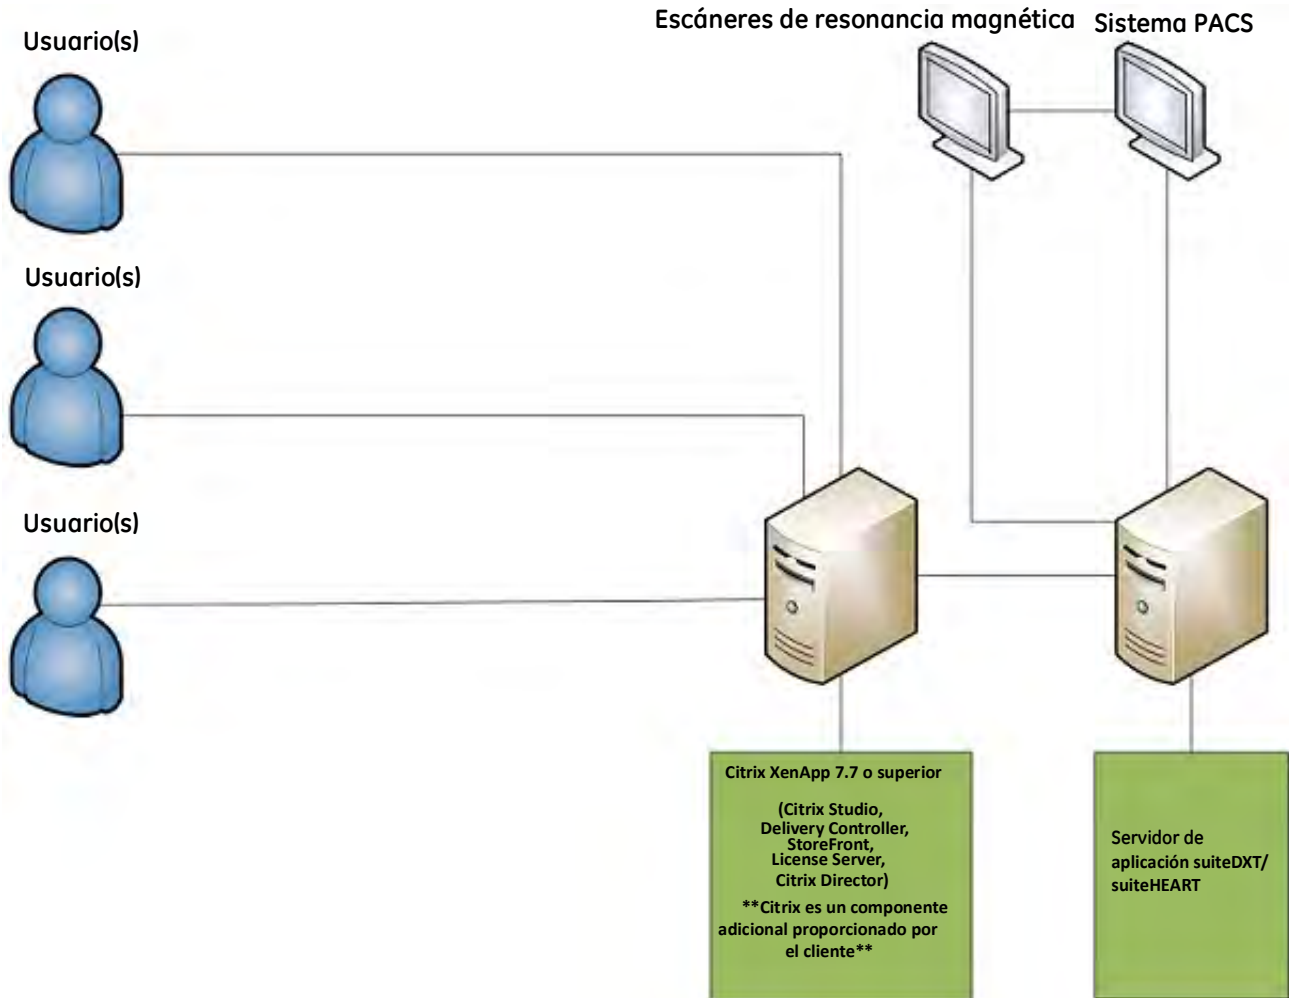 Escáneres de resonancia magnética
Sistema PACS
Usuario(s)
Usuario(s)
Usuario(s)
Citrix XenApp 7.7 o superior
(Citrix Studio,
Delivery Controller,
StoreFront,
License Server,
Citrix Director)
**Citrix es un componente
adicional proporcionado por
el cliente**
Servidor de
aplicación suiteDXT/
suiteHEART